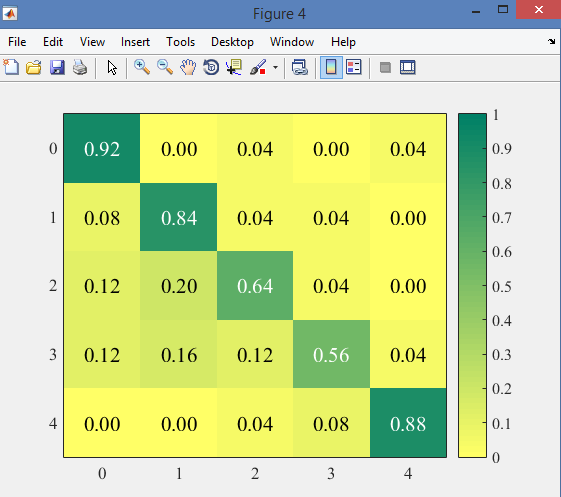 Figure 4
File Edit View Insert Tools Desktop Window Help
0 0.92 0.00 0.04 0.00 0.04
1 0.08 0.84 0.04 0.04 0.00
2 0.12 0.20 0.64 0.04 0.00
3 0.12 0.16 0.12 0.56 0.04
4 0.00 0.00 0.04 0.08 0.88
0 1 2 3 4
1
0.9
0.8
0.7
0.6
0.5
0.4
0.3
0.2
0.1
0